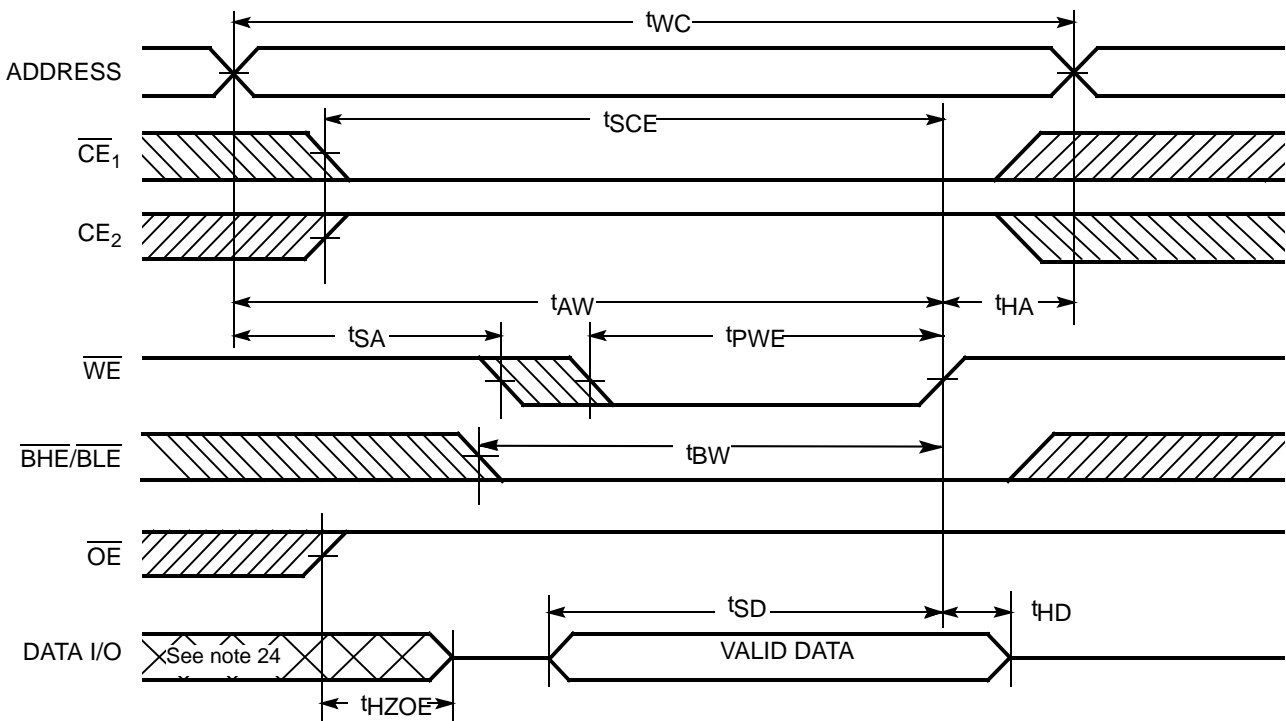 tWC
ADDRESS
tSCE
CE1
CE2
tAW
tHA
tSA
tPWE
WE
BHE/BLE
tBW
OE
tSD
tHD
DATA I/O
See note 24
VALID DATA
tHZOE